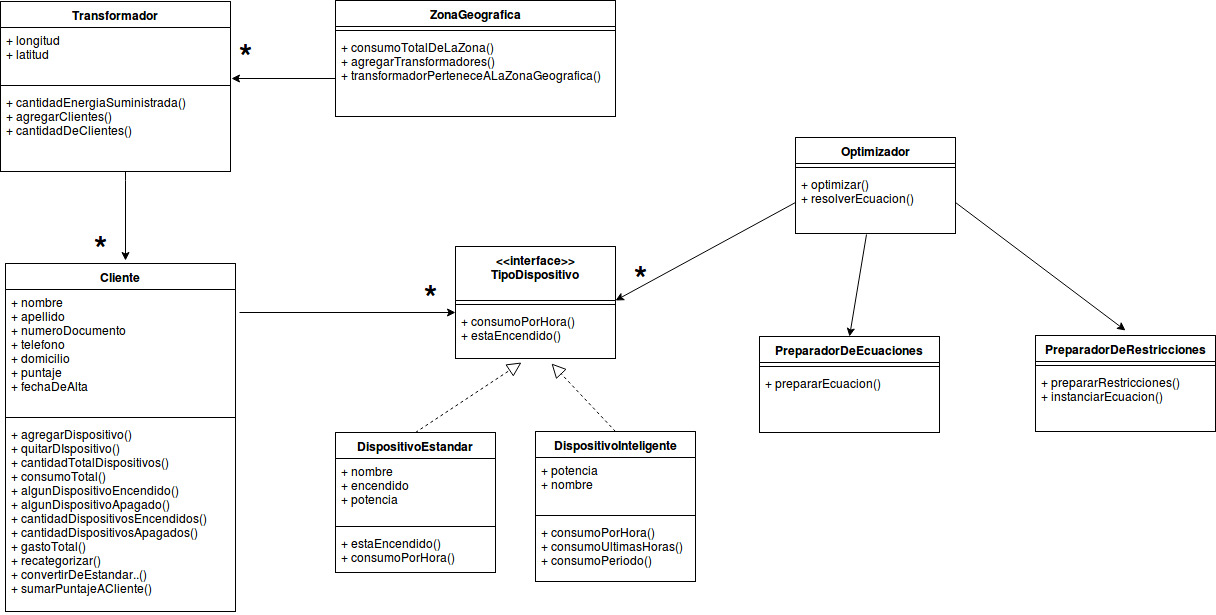 Transformador
+ longitud
+ latitud
+ cantidadEnergiaSuministrada()
+ agregarClientes()
+ cantidadDeClientes()
*
ZonaGeografica
+ consumoTotalDeLaZona()
+ agregarTransformadores()
+ transformadorPerteneceALaZonaGeografica()
Optimizador
+ optimizar()
+ resolverEcuacion()
*
Cliente
+ nombre
+ apellido
+ numeroDocumento
+ telefono
+ domicilio
+ puntaje
+ fechaDeAlta
+ agregarDispositivo()
+ quitarDIspositivo()
+ cantidadTotalDispositivos()
+ consumoTotal()
+ algunDispositivoEncendido()
+ algunDispositivoApagado()
+ cantidadDispositivosEncendidos()
+ cantidadDispositivosApagados()
+ gastoTotal()
+ recategorizar()
+ convertirDeEstandar..()
+ sumarPuntajeACliente()
*
<<interface>>
TipoDispositivo
+ consumoPorHora()
+ estaEncendido()
*
PreparadorDeEcuaciones
+ prepararEcuacion()
PreparadorDeRestricciones
+ prepararRestricciones()
+ instanciarEcuacion()
DispositivoEstandar
+ nombre
+ encendido
+ potencia
+ estaEncendido()
+ consumoPorHora()
DispositivoInteligente
+ potencia
+ nombre
+ consumoPorHora()
+ consumoUltimasHoras()
+ consumoPeriodo()